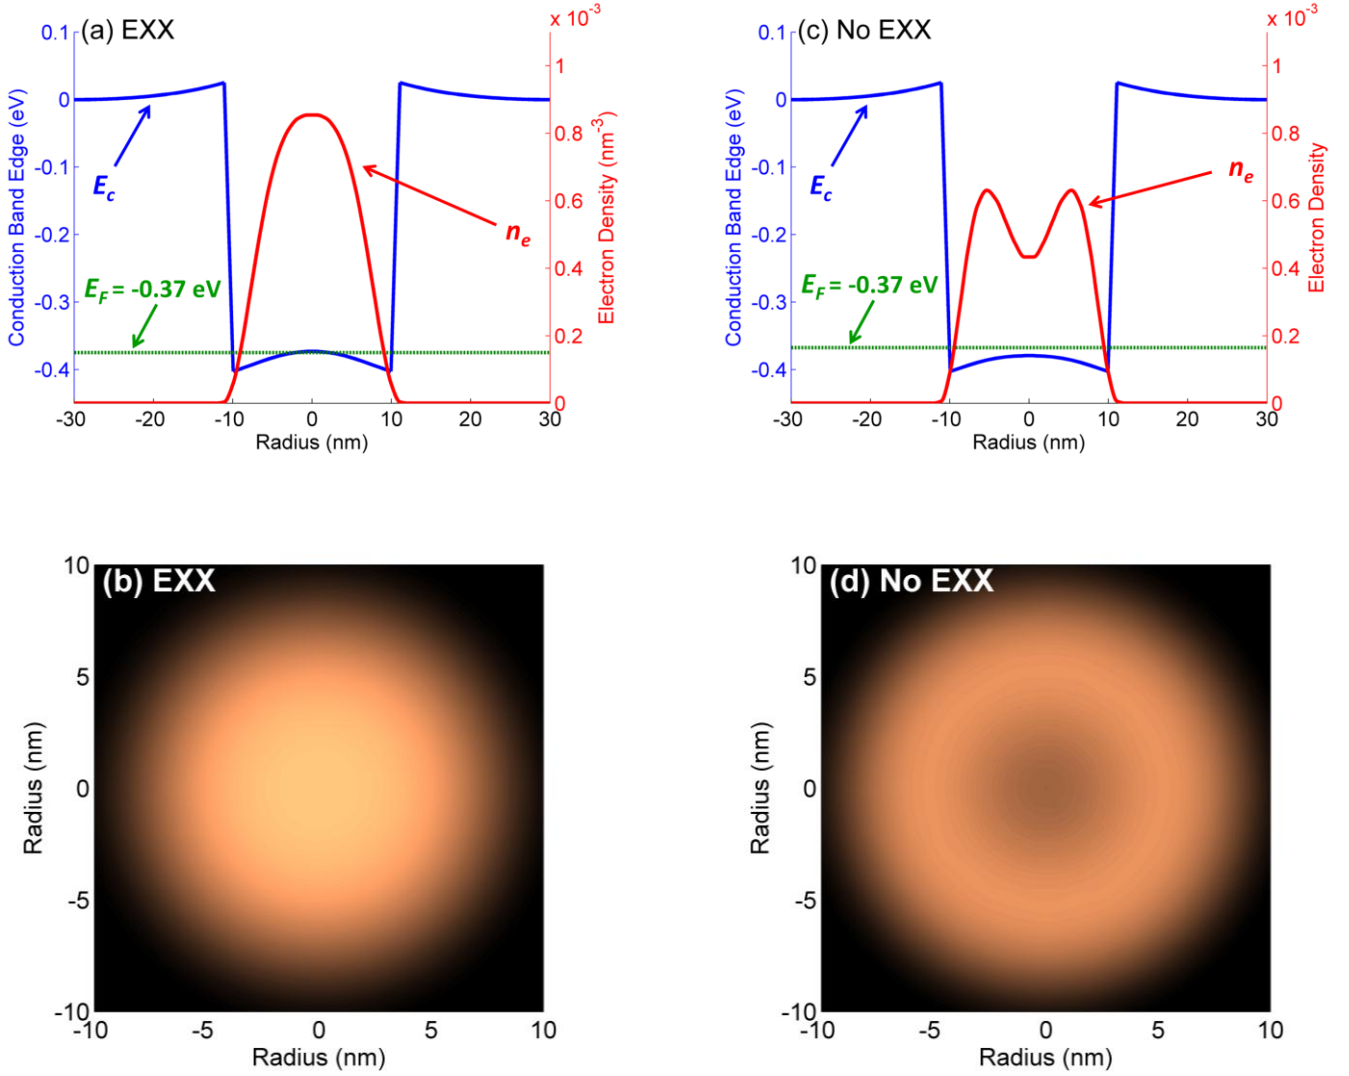 (a) EXX
x 10⁻³
0.1
0
-0.1
-0.2
-0.3
-0.4
Conduction Band Edge (eV)
E_c
n_e
E_F = -0.37 eV
1
0.8
0.6
0.4
0.2
0
Electron Density (nm⁻³)
-30
-20
-10
0
10
20
30
Radius (nm)
(c) No EXX
x 10⁻³
0.1
0
-0.1
-0.2
-0.3
-0.4
Conduction Band Edge (eV)
E_c
n_e
E_F = -0.37 eV
1
0.8
0.6
0.4
0.2
0
Electron Density
-30
-20
-10
0
10
20
30
Radius (nm)
(b) EXX
10
5
0
-5
-10
Radius (nm)
-10
-5
0
5
10
Radius (nm)
(d) No EXX
10
5
0
-5
-10
Radius (nm)
-10
-5
0
5
10
Radius (nm)